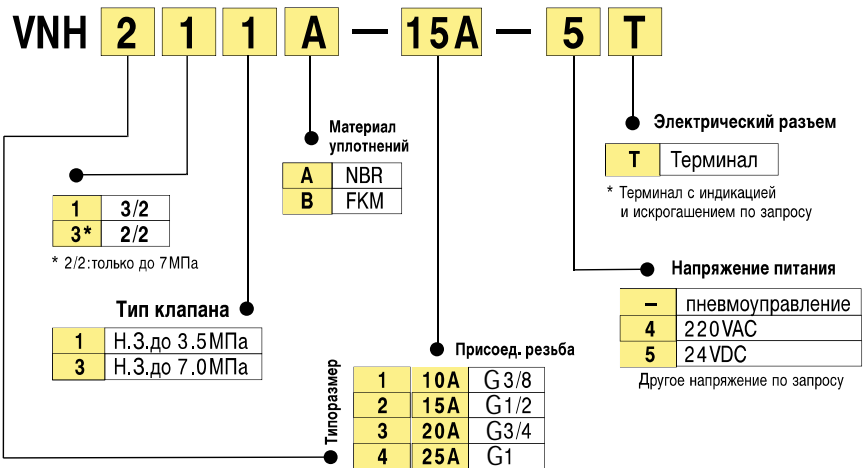 VNH 2 1 1 A – 15A – 5 T
Материал
уплотнений
A NBR
B FKM
Электрический разъем
T Терминал
* Терминал с индикацией
и искрогашением по запросу
1 3/2
3* 2/2
* 2/2:только до 7МПа
Тип клапана
1 Н.З.до 3.5МПа
3 Н.З.до 7.0МПа
Напряжение питания
– пневмоуправление
4 220VAC
5 24VDC
Другое напряжение по запросу
Присоед. резьба
Типоразмер
1 10A G3/8
2 15A G1/2
3 20A G3/4
4 25A G1